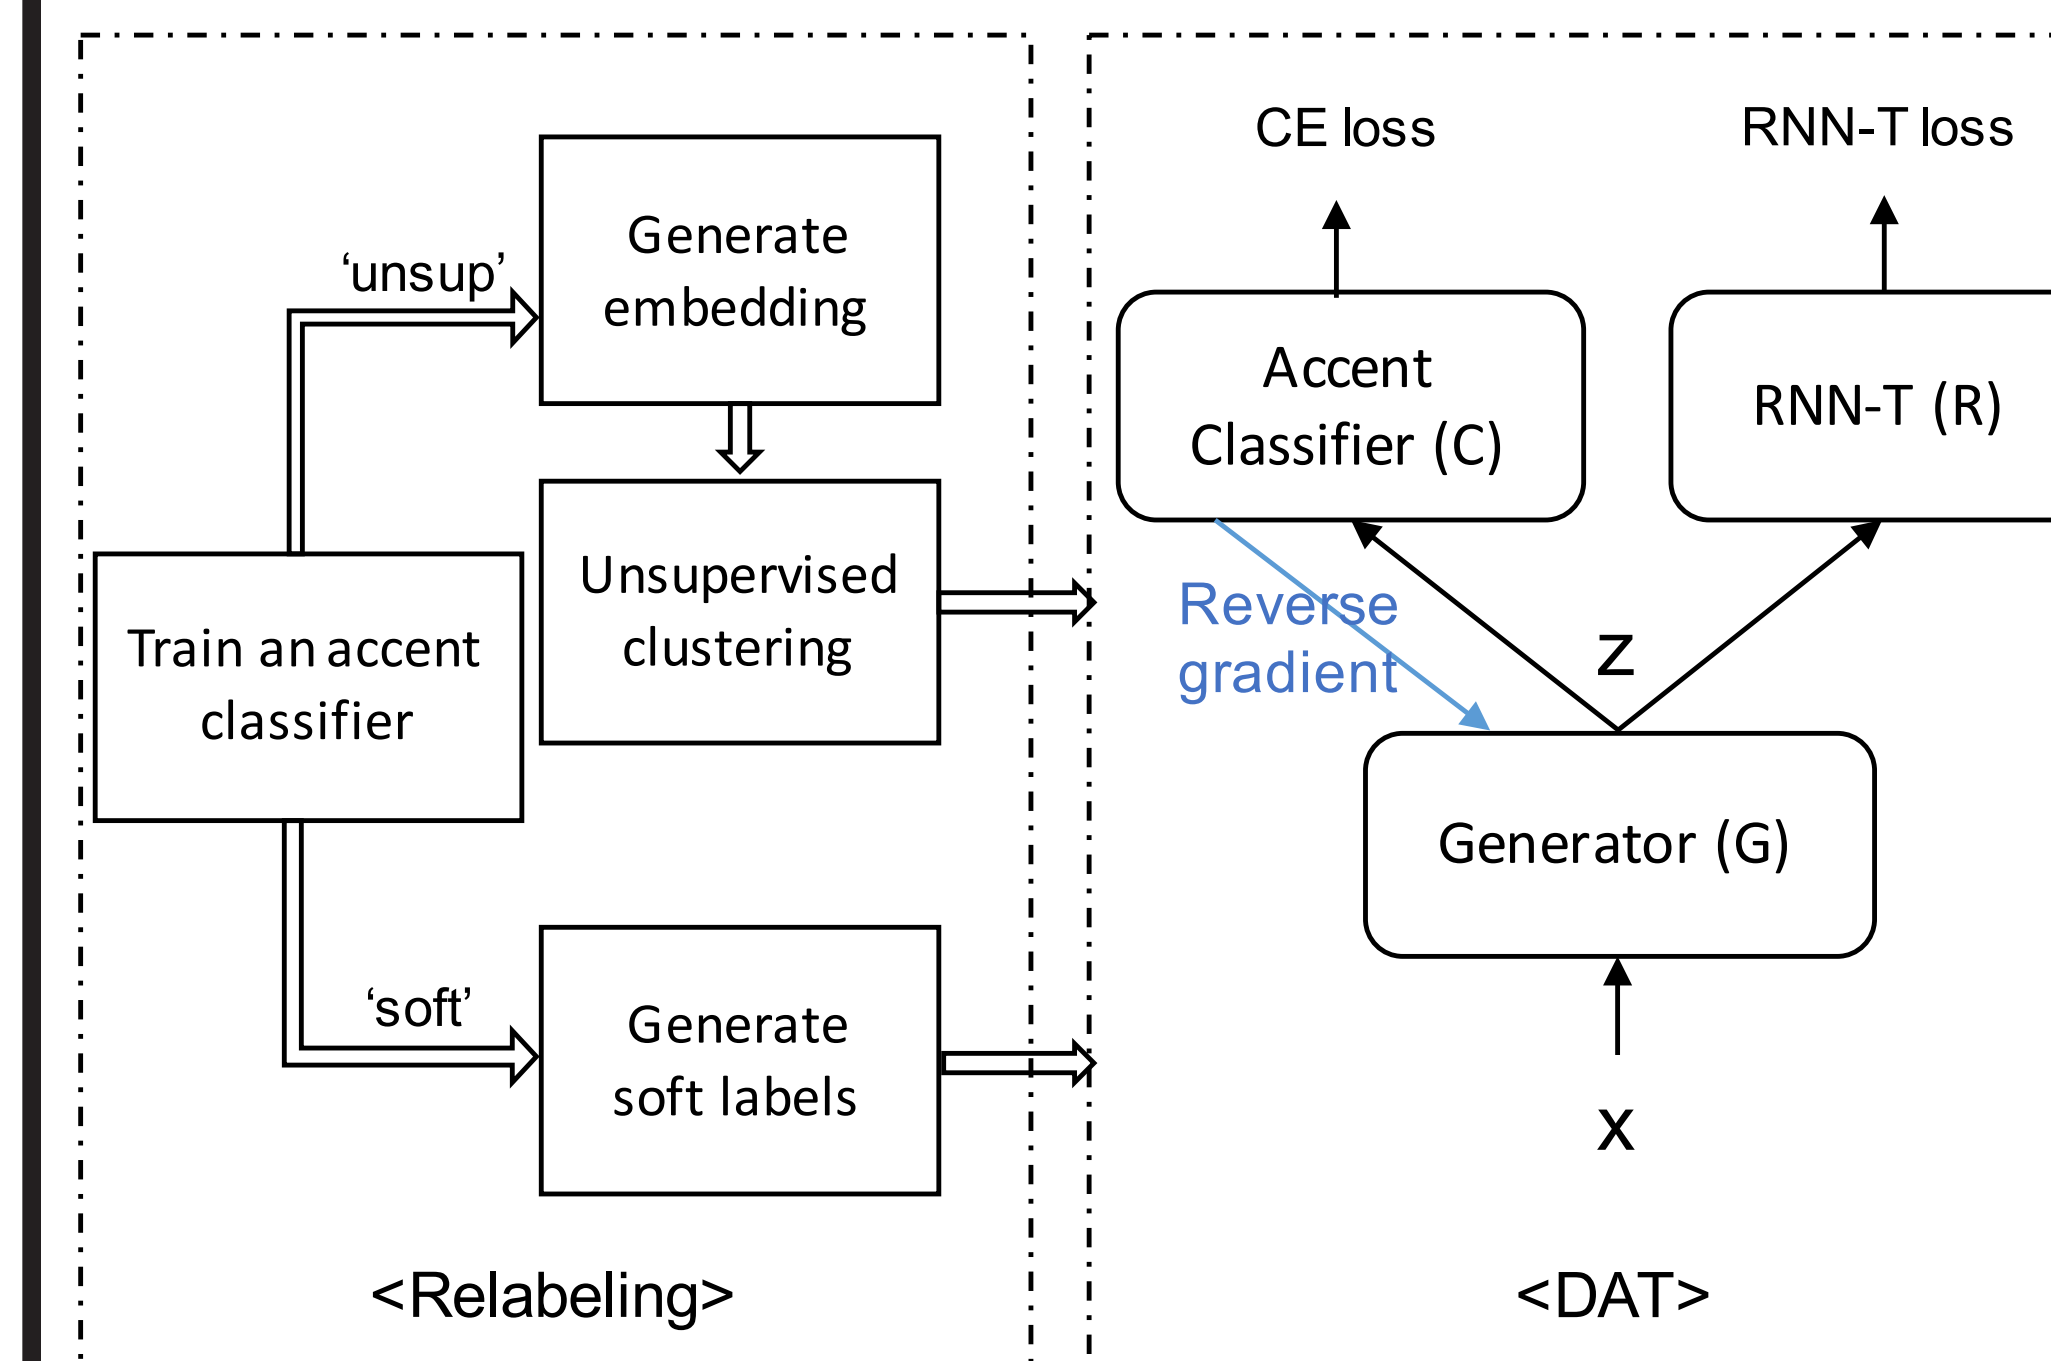 ‘unsup’
Generate
embedding
Unsupervised
clustering
Train an accent
classifier
‘soft’
Generate
soft labels
<Relabeling>
CE loss
RNN-T loss
Accent
Classifier (C)
RNN-T (R)
Reverse
gradient
z
Generator (G)
x
<DAT>